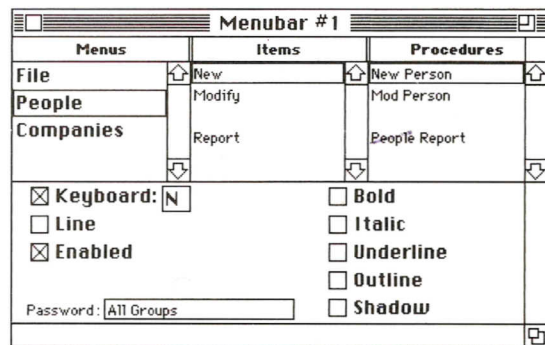 Menubar #1
Menus Items Procedures
File New New Person
People Modify Mod Person
Companies Report People Report
Keyboard: N Bold
Line Italic
Enabled Underline
Outline
Password: All Groups Shadow